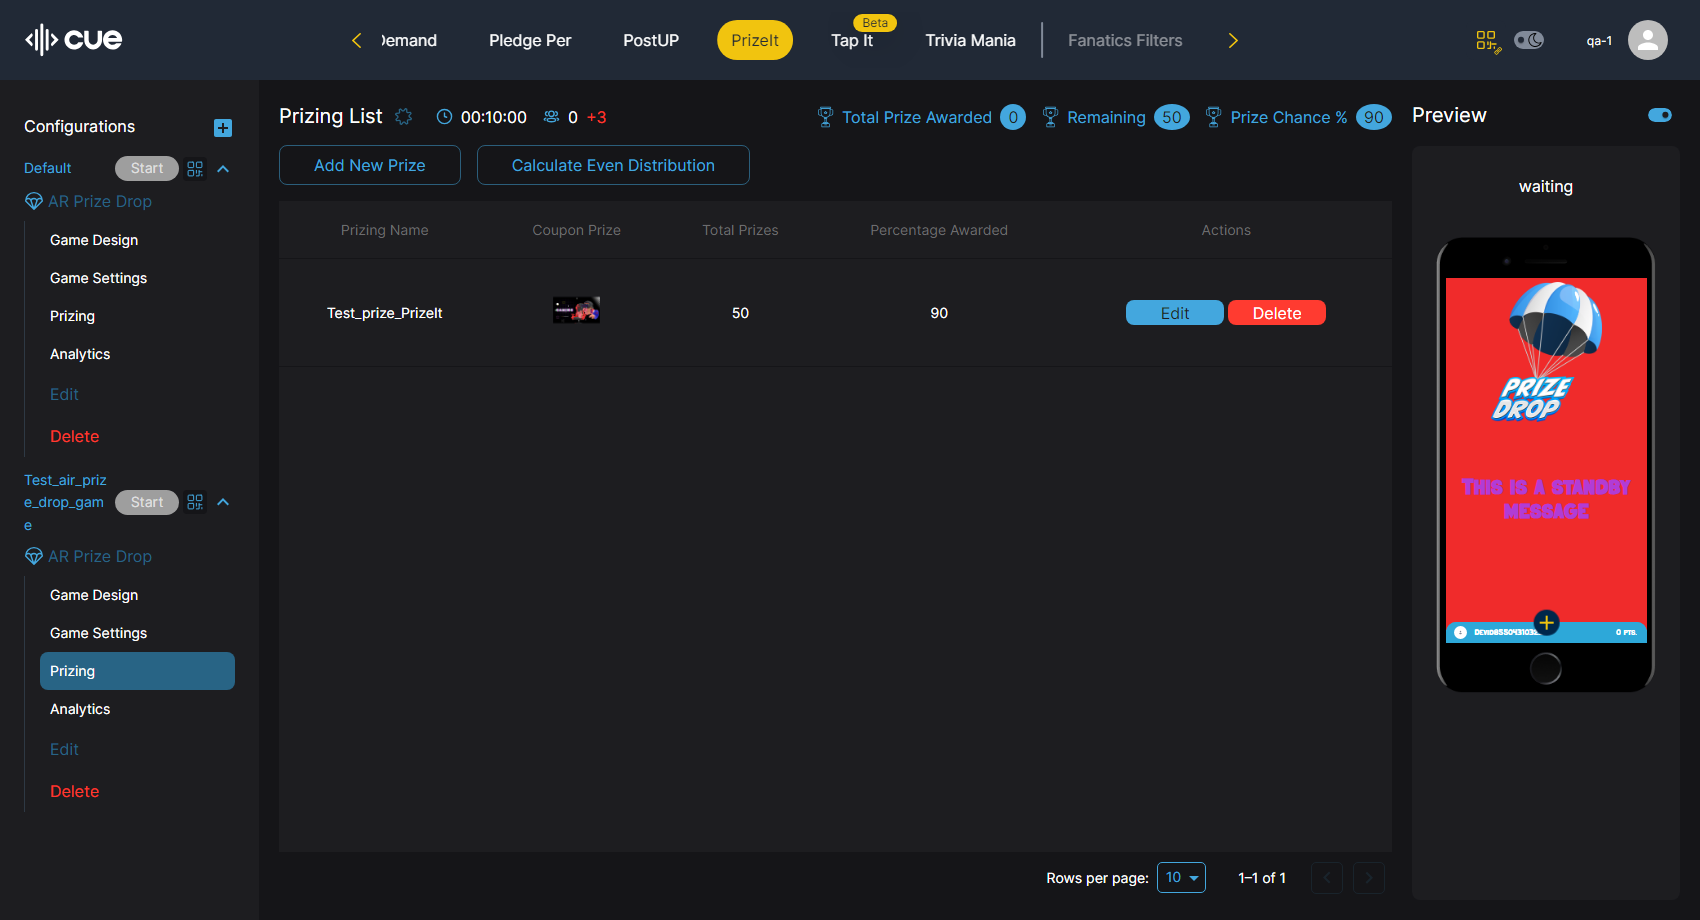 cue
Demand
Pledge Per
PostUP
PrizeIt
Beta
Tap It
Trivia Mania
Fanatics Filters
qa-1
Configurations
Default
Start
AR Prize Drop
Game Design
Game Settings
Prizing
Analytics
Edit
Delete
Test_air_priz
e_drop_gam
e
Start
AR Prize Drop
Game Design
Game Settings
Prizing
Analytics
Edit
Delete
Prizing List
00:10:00
0 +3
Total Prize Awarded 0
Remaining 50
Prize Chance % 90
Add New Prize
Calculate Even Distribution
Prizing Name
Coupon Prize
Total Prizes
Percentage Awarded
Actions
Test_prize_PrizeIt
50
90
Edit
Delete
Rows per page:
10
1–1 of 1
Preview
waiting
PRIZE
DROP
THIS IS A STANDBY
MESSAGE
0 PTS.